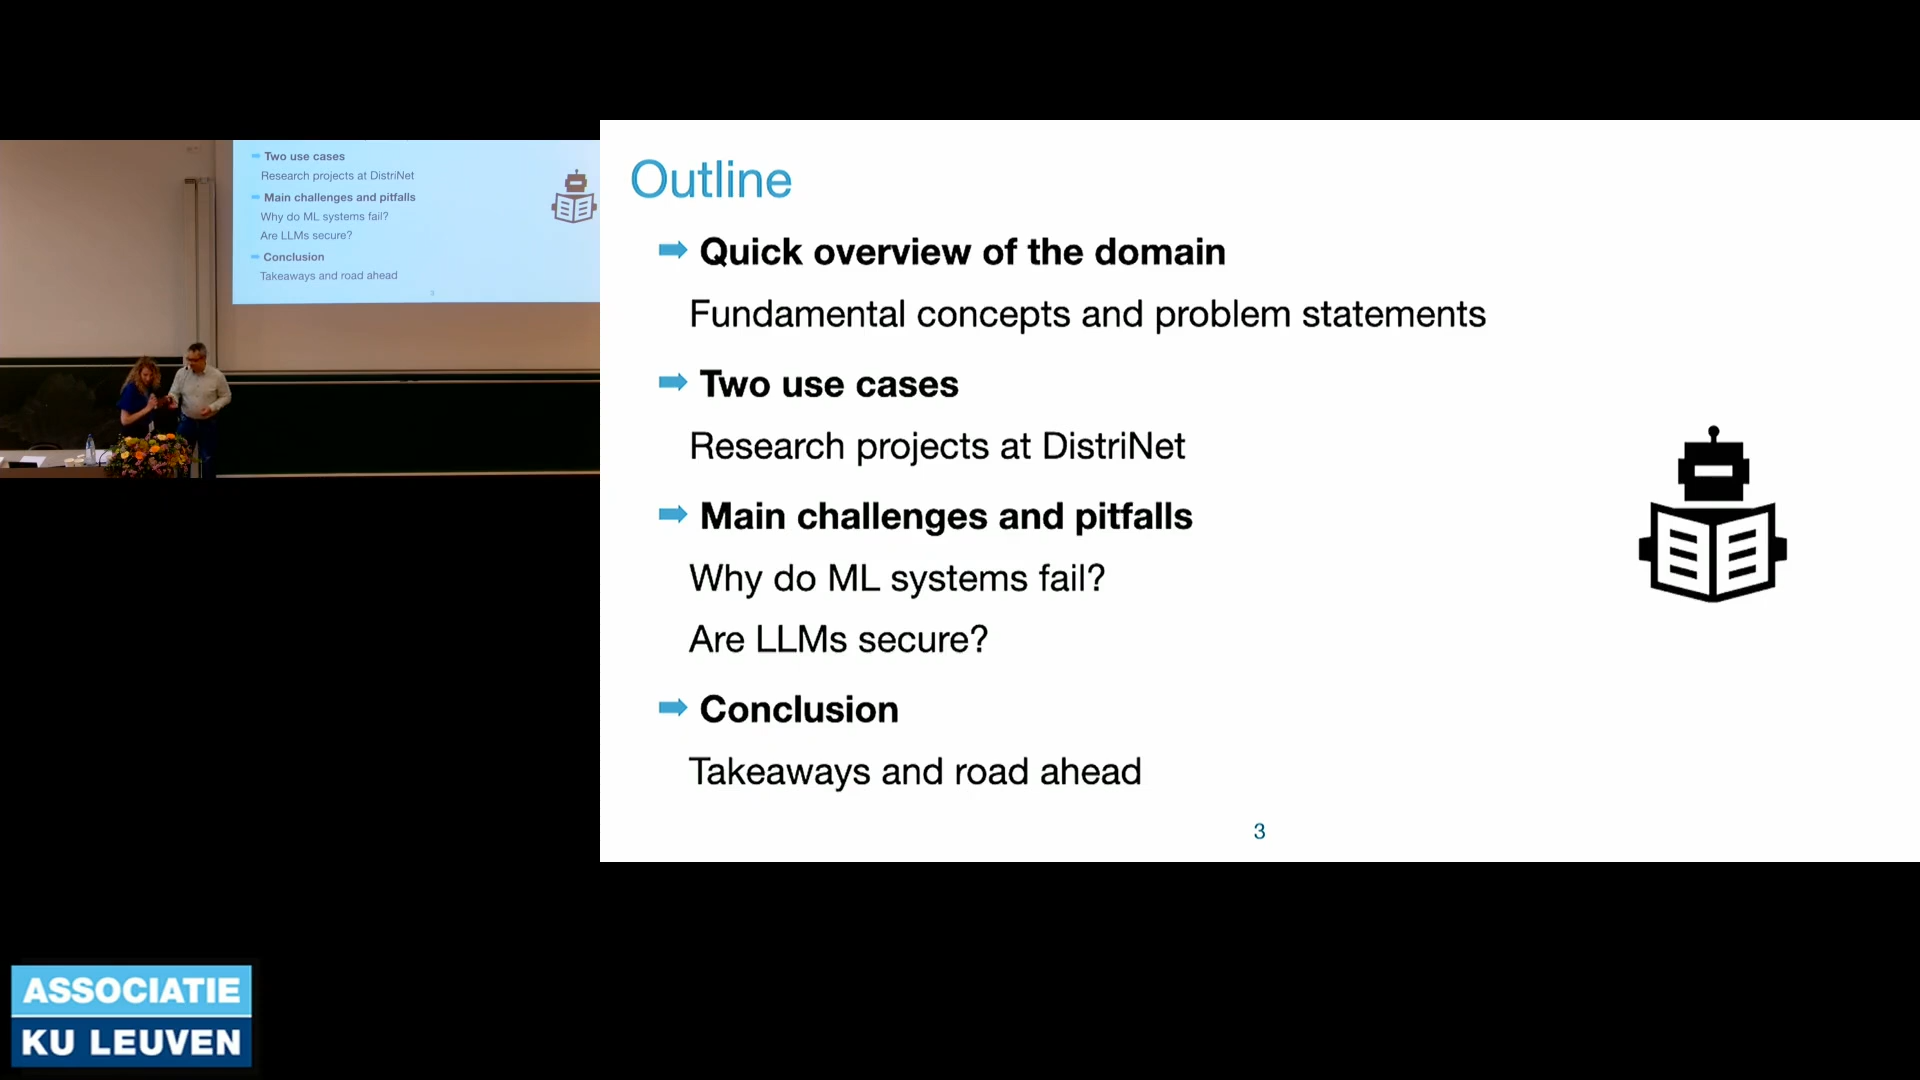 Two use cases
Research projects at DistriNet
Main challenges and pitfalls
Why do ML systems fail?
Are LLMs secure?
Conclusion
Takeaways and road ahead
3
Outline
Quick overview of the domain
Fundamental concepts and problem statements
Two use cases
Research projects at DistriNet
Main challenges and pitfalls
Why do ML systems fail?
Are LLMs secure?
Conclusion
Takeaways and road ahead
3
ASSOCIATIE
KU LEUVEN